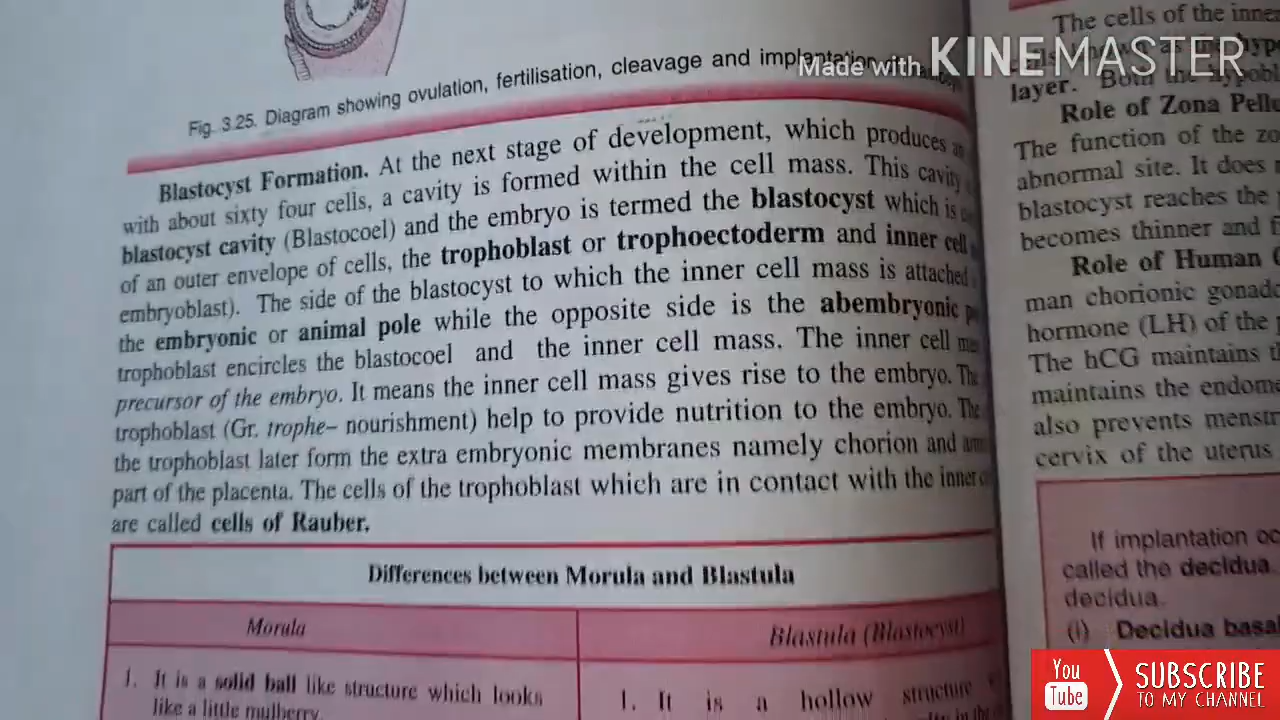 Fig. 3.25. Diagram showing ovulation, fertilisation, cleavage and implantation
Made with KINEMASTER
Blastocyst Formation. At the next stage of development, which produces
with about sixty four cells, a cavity is formed within the cell mass. This cavity
blastocyst cavity (Blastocoel) and the embryo is termed the blastocyst which is
of an outer envelope of cells, the trophoblast or trophoectoderm and inner cell
embryoblast). The side of the blastocyst to which the inner cell mass is attached
the embryonic or animal pole while the opposite side is the abembryonic
trophoblast encircles the blastocoel and the inner cell mass. The inner cell
precursor of the embryo. It means the inner cell mass gives rise to the embryo. The
trophoblast (Gr. trophe– nourishment) help to provide nutrition to the embryo. The
the trophoblast later form the extra embryonic membranes namely chorion and
part of the placenta. The cells of the trophoblast which are in contact with the inner
are called cells of Rauber.
Differences between Morula and Blastula
Morula
Blastula (Blastocyst)
1. It is a solid ball like structure which looks
like a little mulberry.
1. It is a hollow structure
The cells of the inne
layer. Both the hypobl
Role of Zona Pellu
The function of the zo
abnormal site. It does
blastocyst reaches the
becomes thinner and f
Role of Human
man chorionic gonad
hormone (LH) of the
The hCG maintains t
maintains the endome
also prevents menstr
cervix of the uterus
If implantation oc
called the decidua.
decidua.
(i) Decidua basal
You Tube
SUBSCRIBE
TO MY CHANNEL